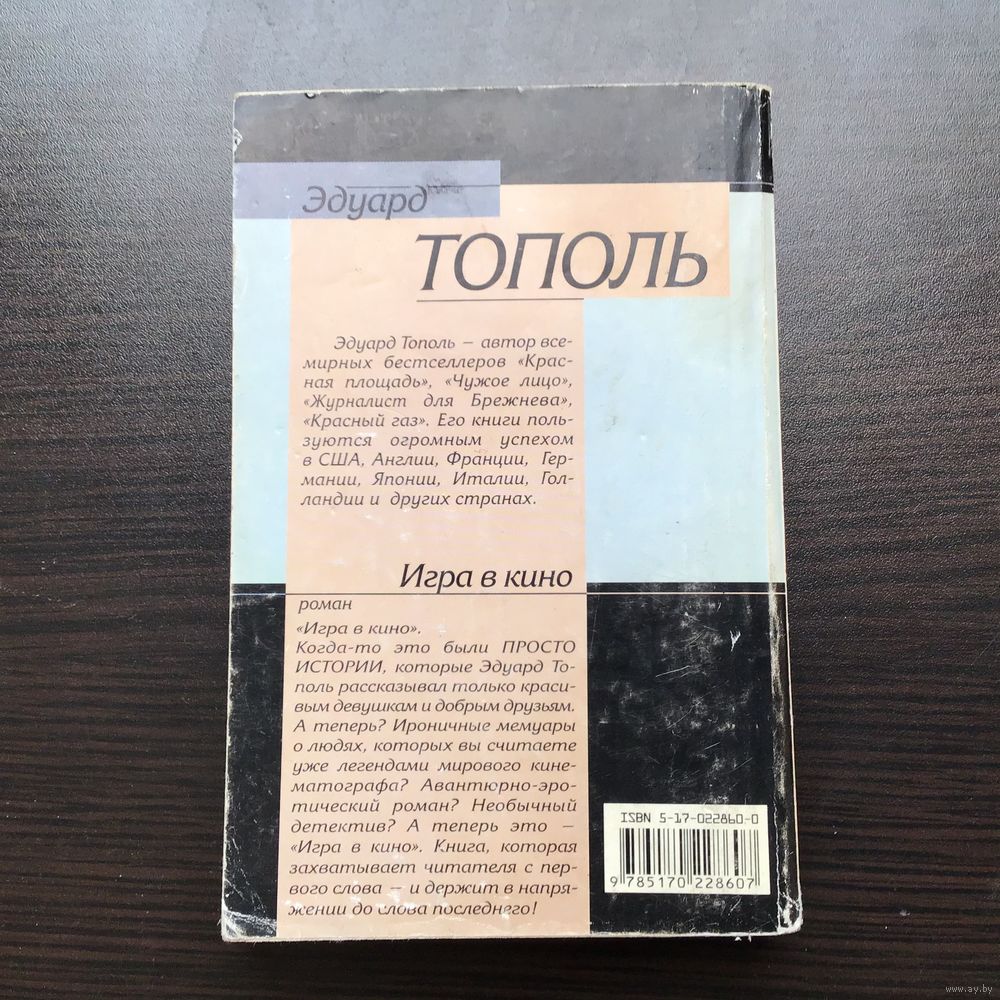 Эдуард
ТОПОЛЬ
Эдуард Тополь – автор все-
мирных бестселлеров «Крас-
ная площадь», «Чужое лицо»,
«Журналист для Брежнева»,
«Красный газ». Его книги поль-
зуются огромным успехом
в США, Англии, Франции, Гер-
мании, Японии, Италии, Гол-
ландии и других странах.
Игра в кино
роман
«Игра в кино».
Когда-то это были ПРОСТО
ИСТОРИИ, которые Эдуард То-
поль рассказывал только краси-
вым девушкам и добрым друзьям.
А теперь? Ироничные мемуары
о людях, которых вы считаете
уже легендами мирового кине-
матографа? Авантюрно-эро-
тический роман? Необычный
детектив? А теперь это –
«Игра в кино». Книга, которая
захватывает читателя с пер-
вого слова – и держит в напря-
жении до слова последнего!
ISBN 5-17-022860-0
9 785170 228607
www.ay.by